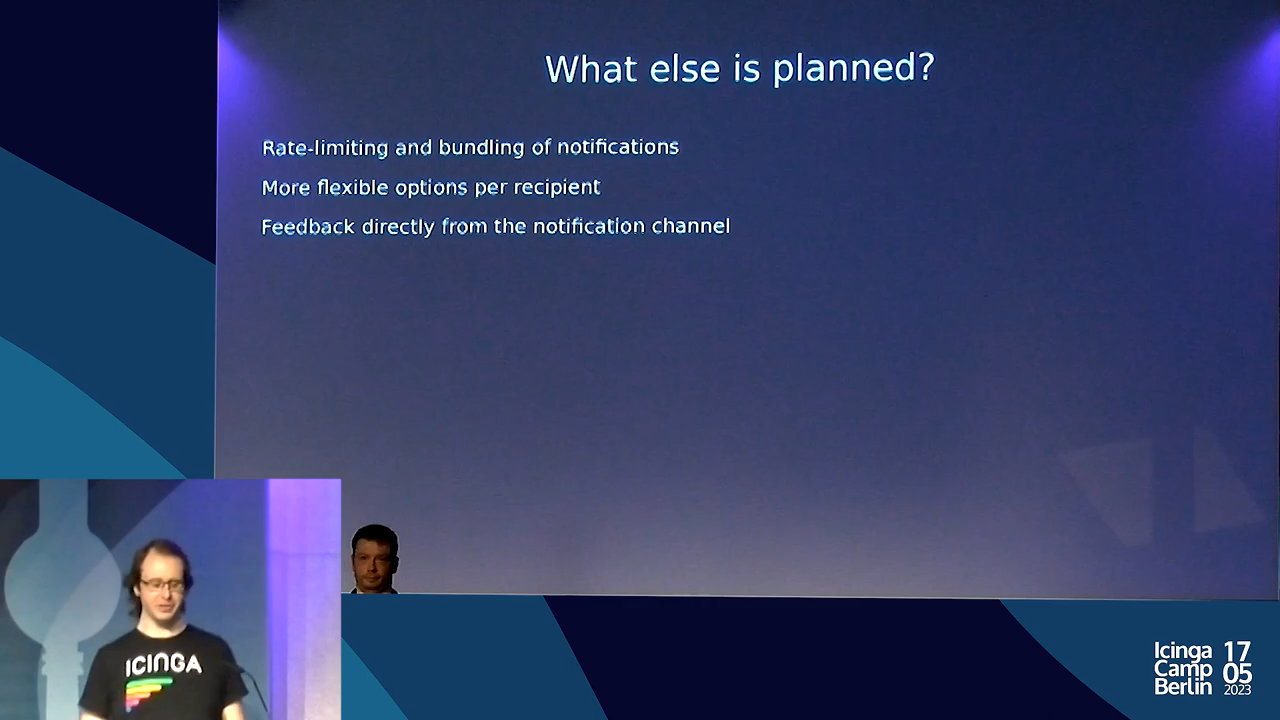 What else is planned?
Rate-limiting and bundling of notifications
More flexible options per recipient
Feedback directly from the notification channel
ICINGA
Icinga
Camp
Berlin
17
05
2023